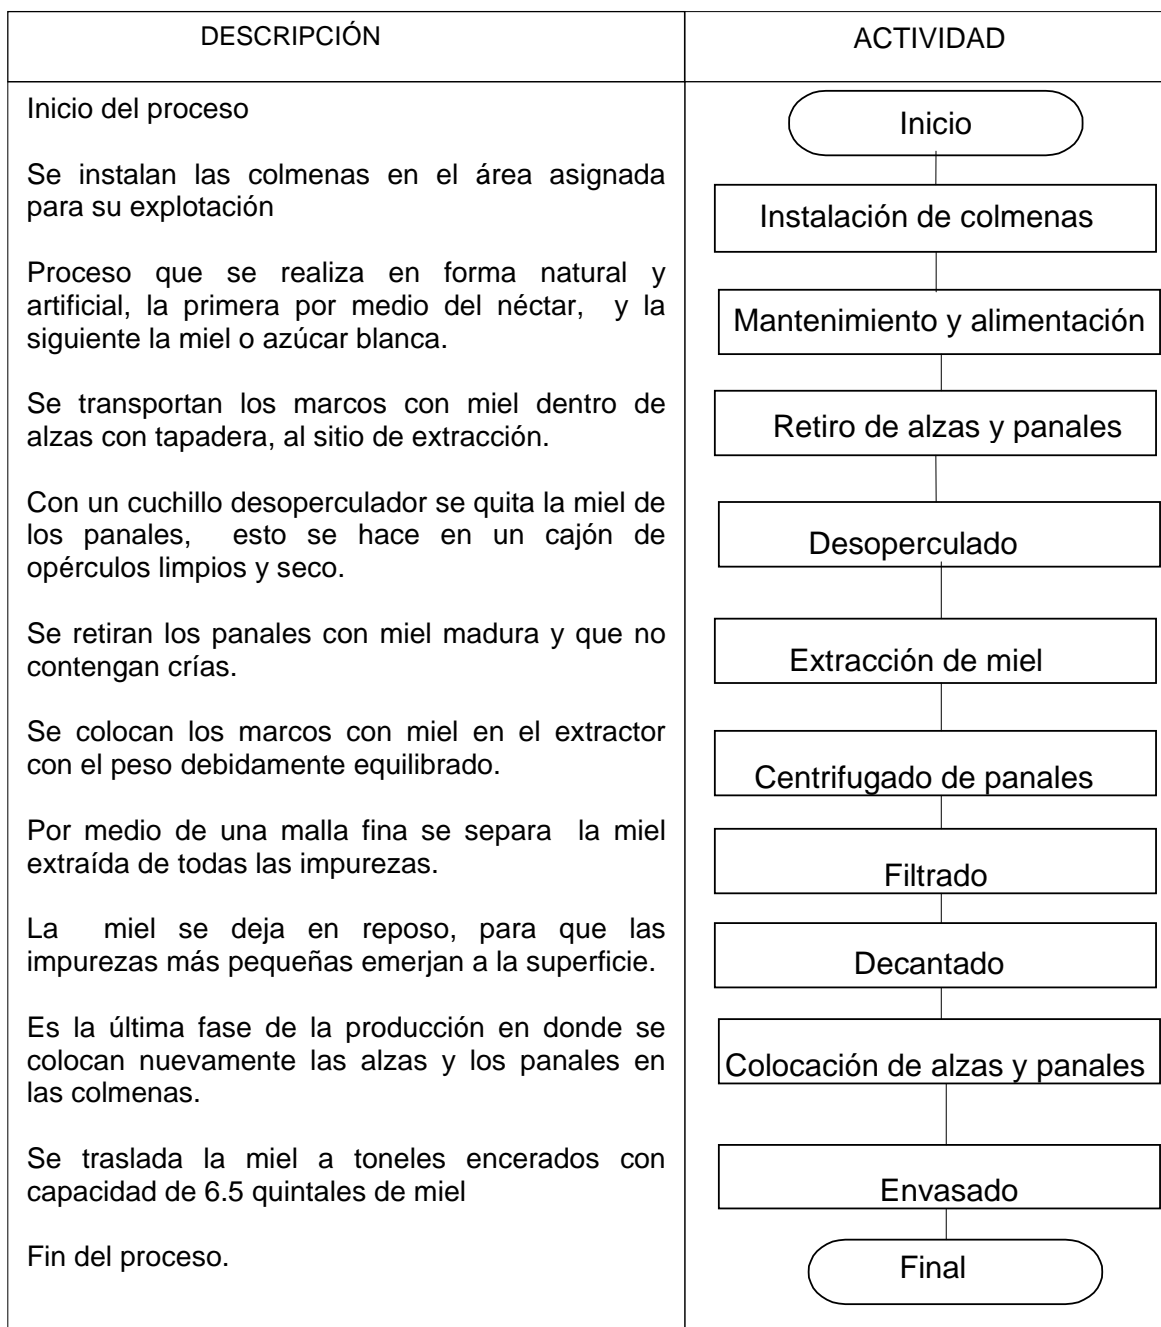 DESCRIPCIÓN
ACTIVIDAD
Inicio del proceso
Inicio
Se instalan las colmenas en el área asignada
para su explotación
Instalación de colmenas
Proceso que se realiza en forma natural y
artificial, la primera por medio del néctar, y la
siguiente la miel o azúcar blanca.
Mantenimiento y alimentación
Se transportan los marcos con miel dentro de
alzas con tapadera, al sitio de extracción.
Retiro de alzas y panales
Con un cuchillo desoperculador se quita la miel de
los panales, esto se hace en un cajón de
opérculos limpios y seco.
Desoperculado
Se retiran los panales con miel madura y que no
contengan crías.
Extracción de miel
Se colocan los marcos con miel en el extractor
con el peso debidamente equilibrado.
Centrifugado de panales
Por medio de una malla fina se separa la miel
extraída de todas las impurezas.
Filtrado
La miel se deja en reposo, para que las
impurezas más pequeñas emerjan a la superficie.
Decantado
Es la última fase de la producción en donde se
colocan nuevamente las alzas y los panales en
las colmenas.
Colocación de alzas y panales
Se traslada la miel a toneles encerados con
capacidad de 6.5 quintales de miel
Envasado
Fin del proceso.
Final